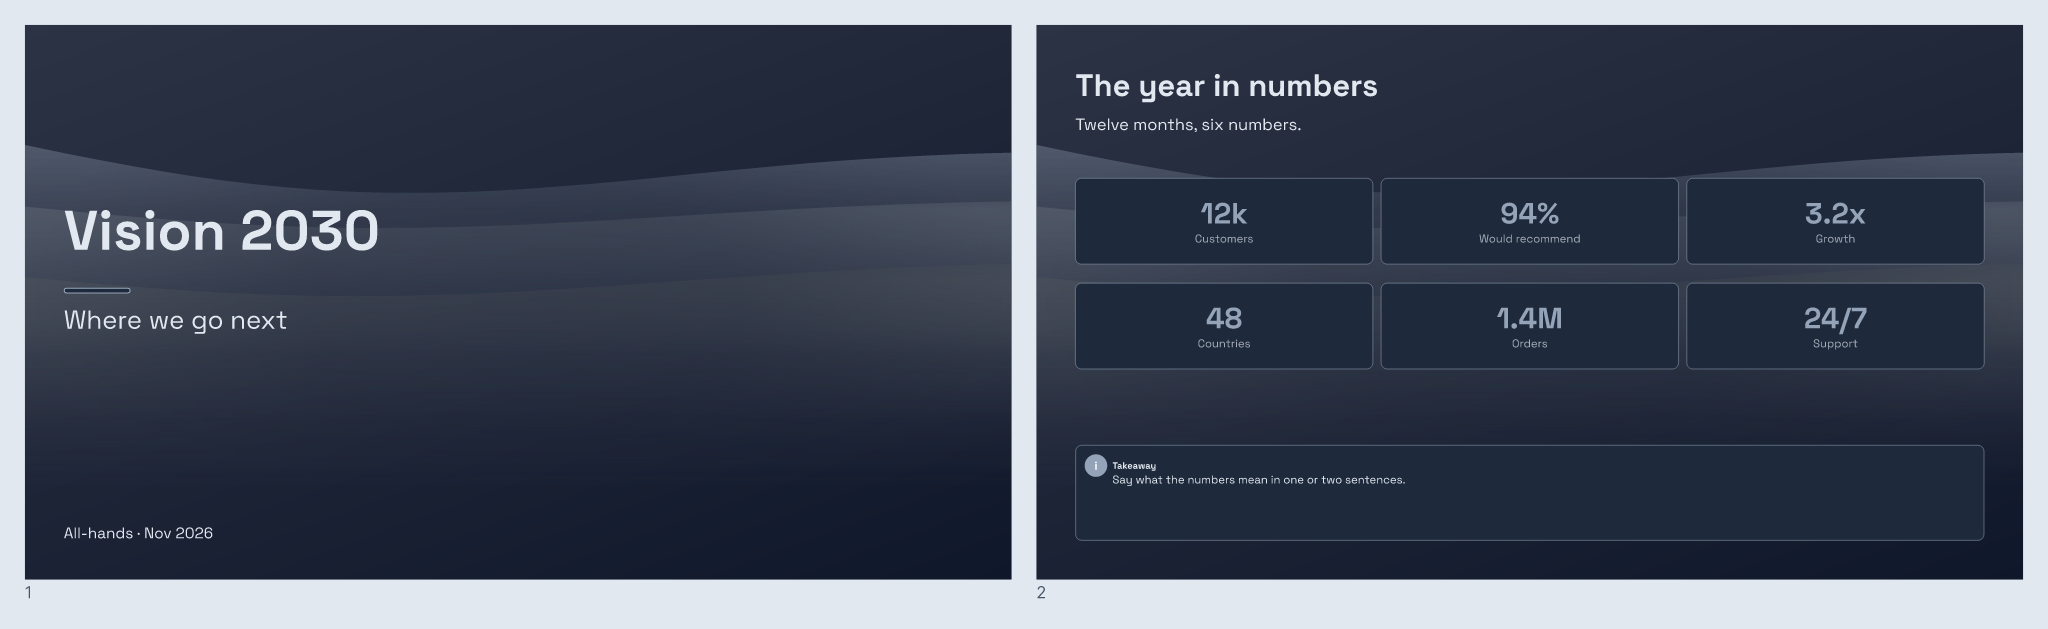 Vision 2030
Where we go next
All-hands · Nov 2026
1
The year in numbers
Twelve months, six numbers.
12k
Customers
94%
Would recommend
3.2x
Growth
48
Countries
1.4M
Orders
24/7
Support
i
Takeaway
Say what the numbers mean in one or two sentences.
2